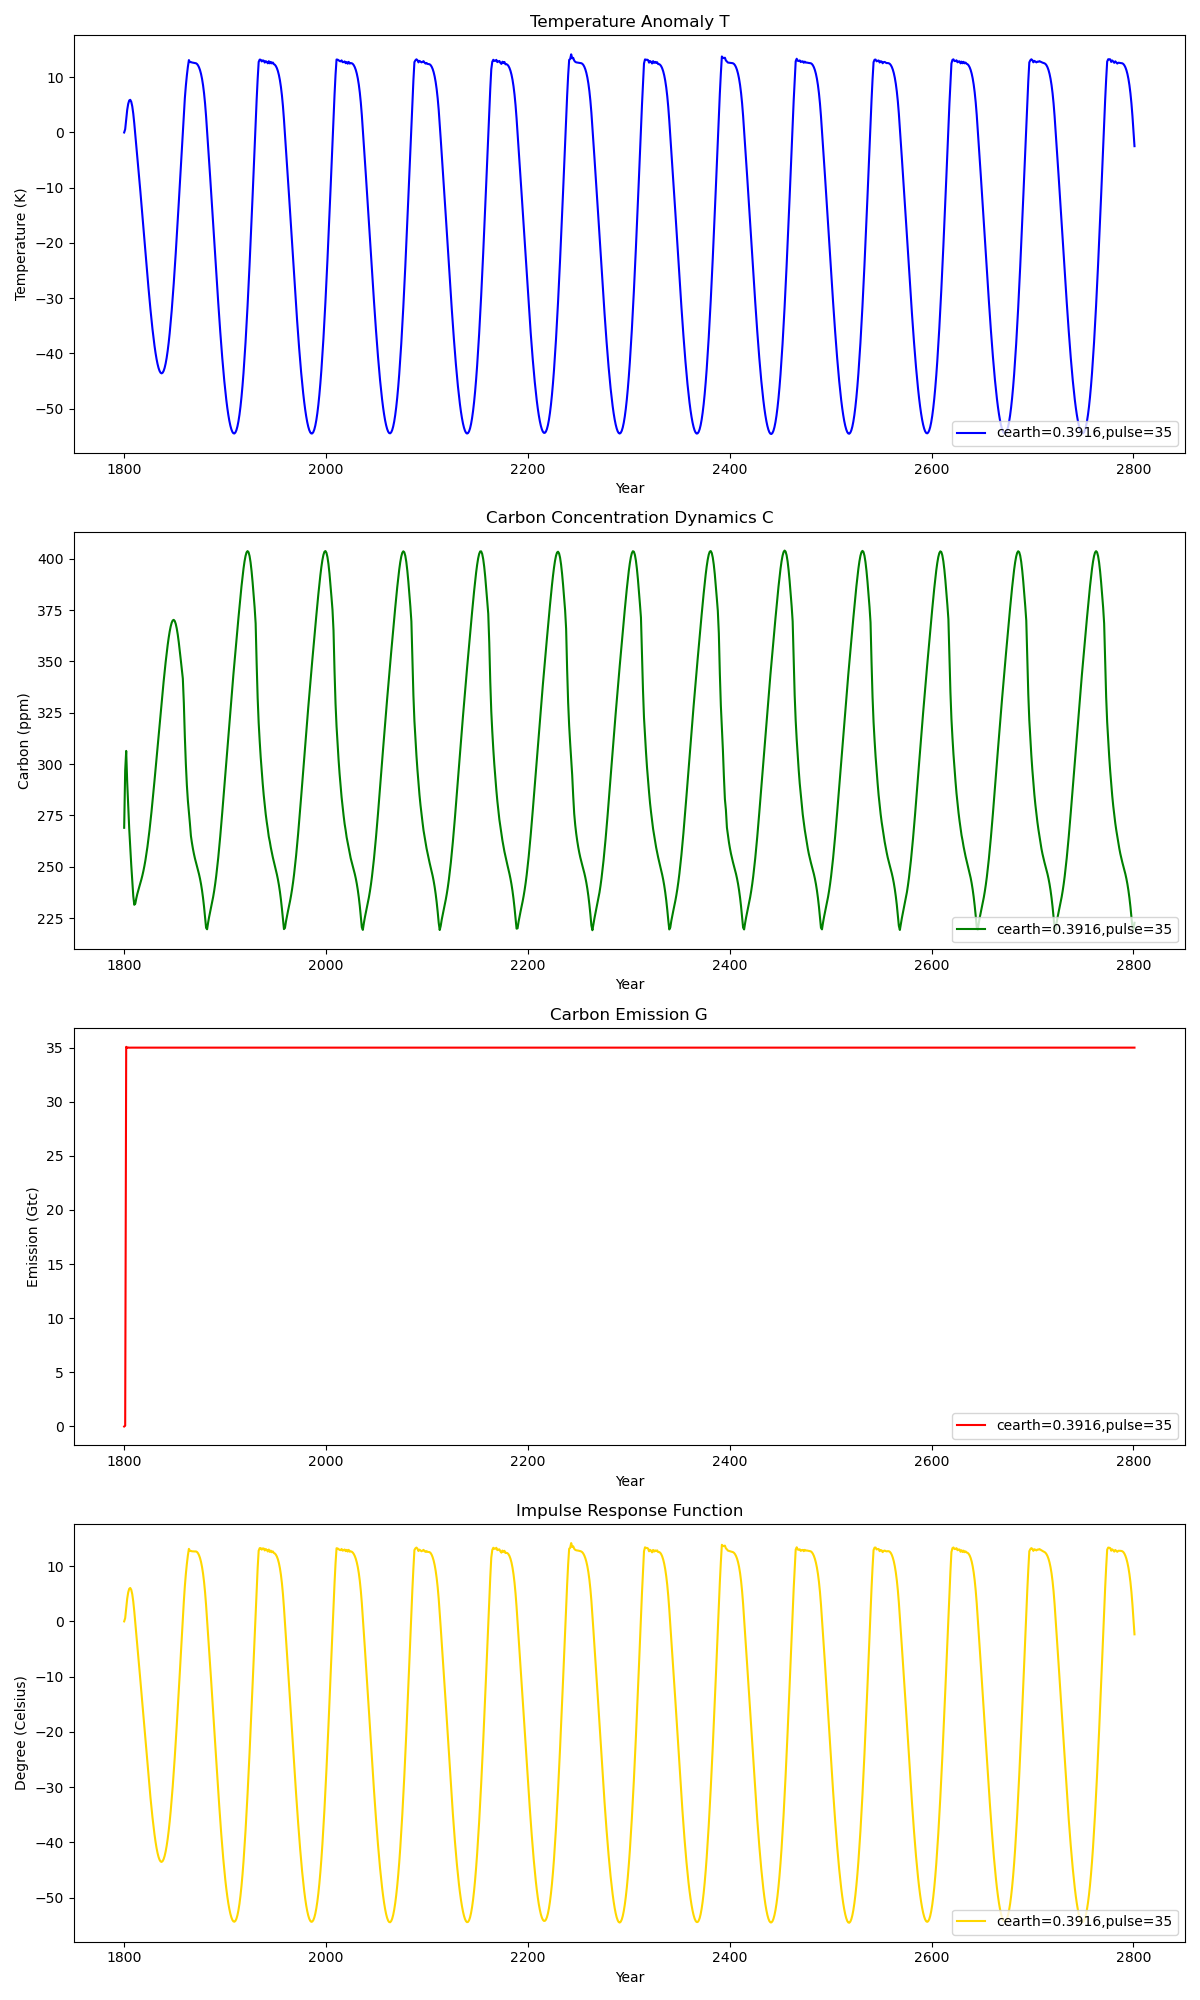 Temperature Anomaly T
Temperature (K)
10
0
−10
−20
−30
−40
−50
cearth=0.3916,pulse=35
1800 2000 2200 2400 2600 2800
Year
Carbon Concentration Dynamics C
Carbon (ppm)
400
375
350
325
300
275
250
225
cearth=0.3916,pulse=35
1800 2000 2200 2400 2600 2800
Year
Carbon Emission G
Emission (Gtc)
35
30
25
20
15
10
5
0
cearth=0.3916,pulse=35
1800 2000 2200 2400 2600 2800
Year
Impulse Response Function
Degree (Celsius)
10
0
−10
−20
−30
−40
−50
cearth=0.3916,pulse=35
1800 2000 2200 2400 2600 2800
Year